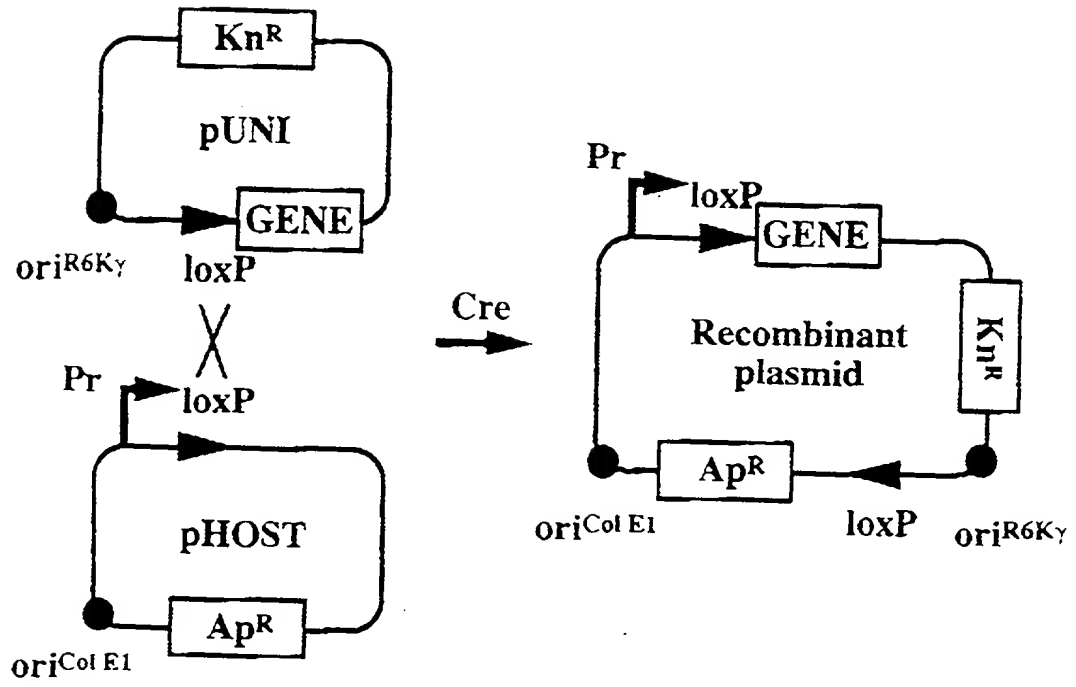 Kn^R
pUNI
GENE
ori^R6Kγ
loxP
Pr
loxP
pHOST
Ap^R
ori^Col E1
Cre
Pr
loxP
GENE
Kn^R
Recombinant
plasmid
Ap^R
ori^Col E1
loxP
ori^R6Kγ